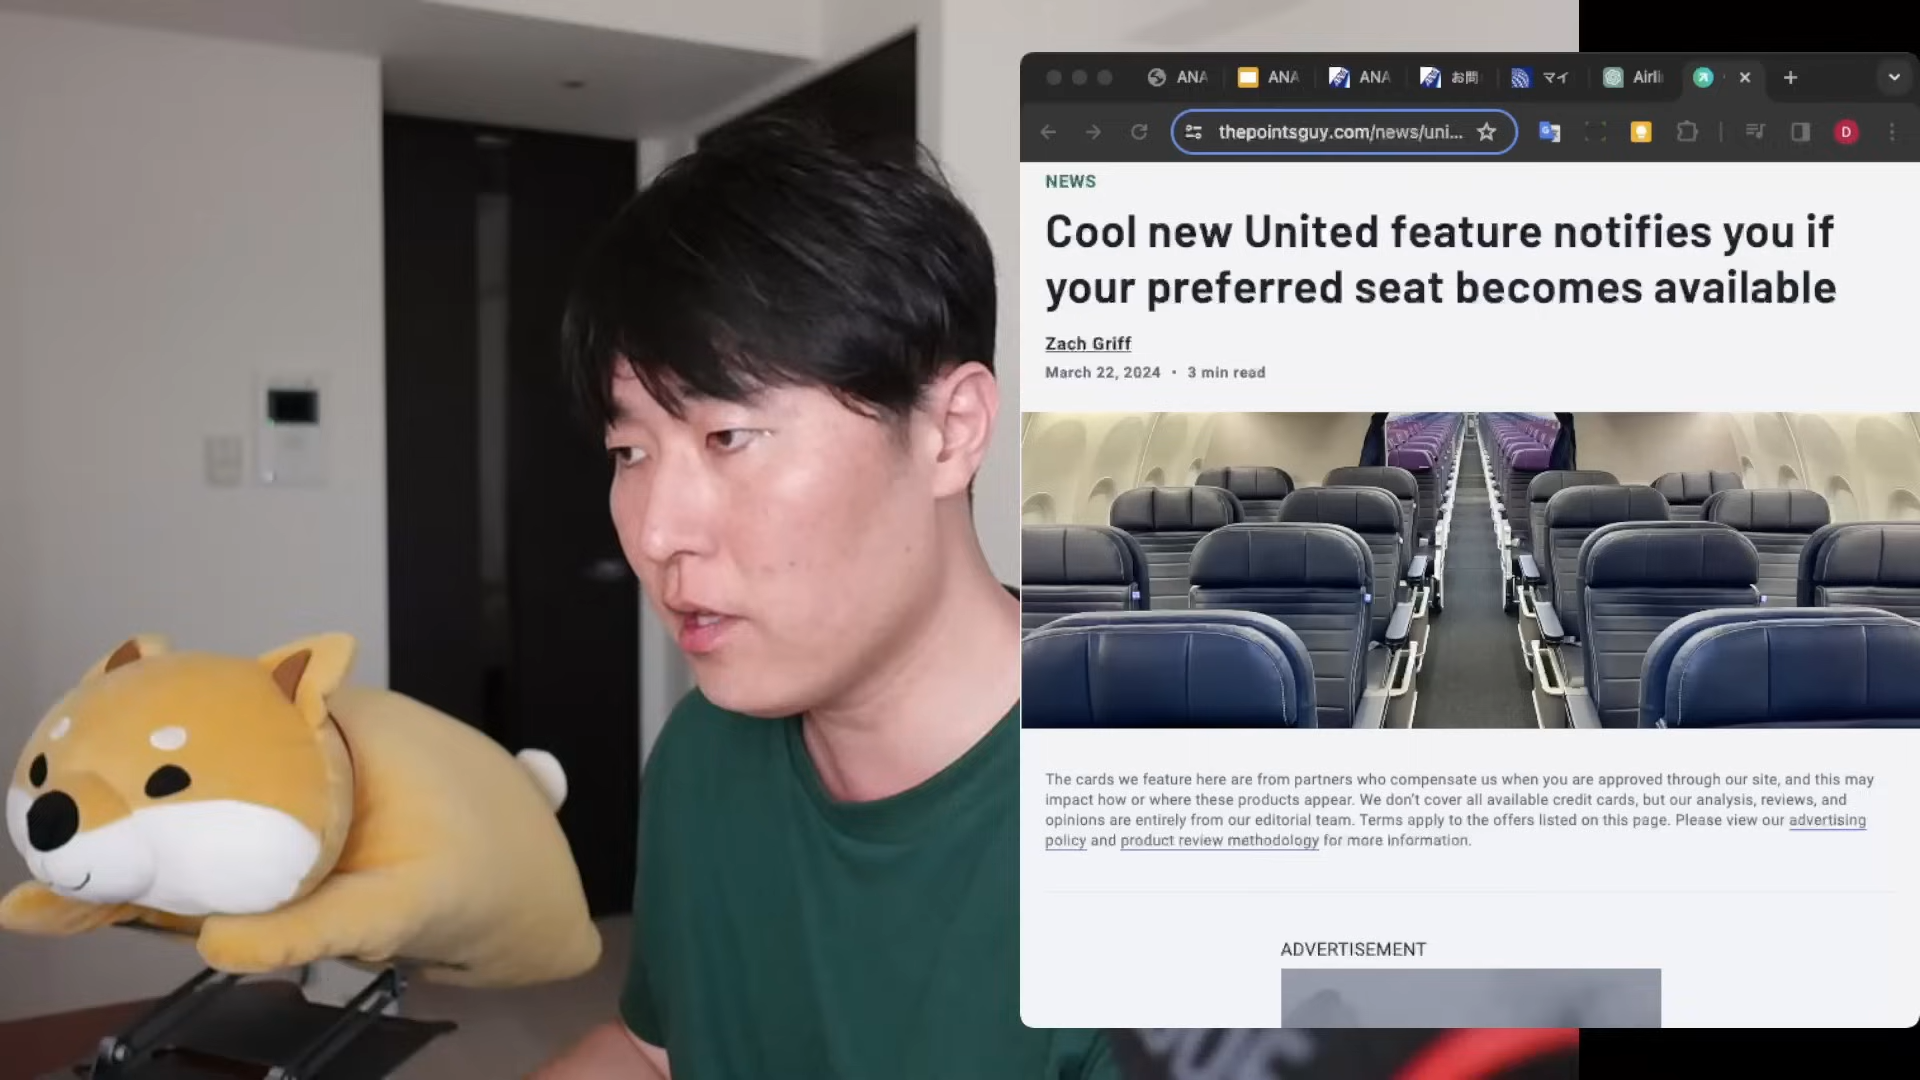 ANA
ANA
ANA
お問
マイ
Airli
thepointsguy.com/news/uni...
D
NEWS
Cool new United feature notifies you if
your preferred seat becomes available
Zach Griff
March 22, 2024 • 3 min read
The cards we feature here are from partners who compensate us when you are approved through our site, and this may
impact how or where these products appear. We don't cover all available credit cards, but our analysis, reviews, and
opinions are entirely from our editorial team. Terms apply to the offers listed on this page. Please view our advertising
policy and product review methodology for more information.
ADVERTISEMENT